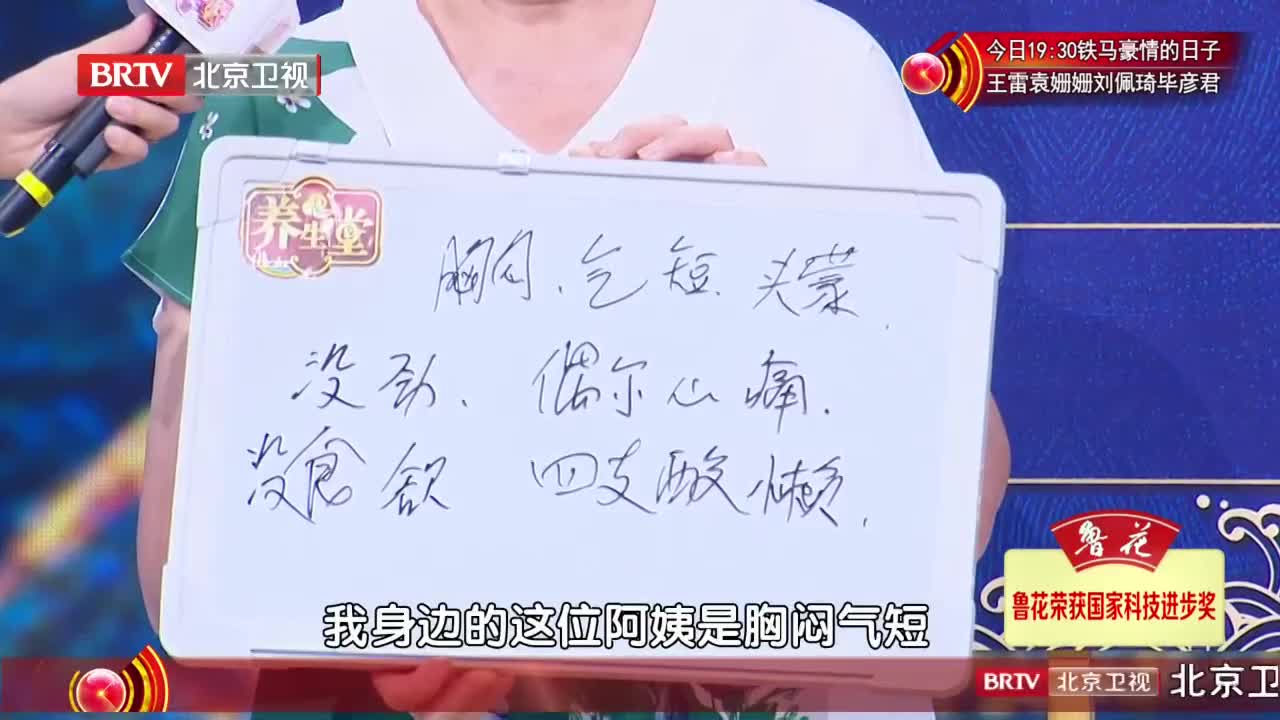 BRTV 北京卫视
今日19:30铁马豪情的日子
王雷袁姗姗刘佩琦毕彦君
养生堂
胸闷、气短、头蒙、
没劲、偶尔心痛、
没食欲 四支酸懒、
鲁花
鲁花荣获国家科技进步奖
我身边的这位阿姨是胸闷气短
BRTV 北京卫视 北京卫